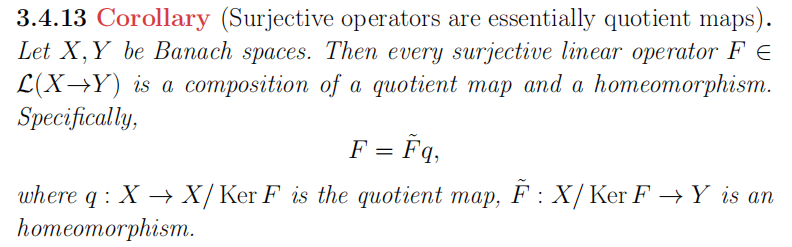 3.4.13 Corollary (Surjective operators are essentially quotient maps).
Let X, Y be Banach spaces. Then every surjective linear operator F ∈
ℒ(X→Y) is a composition of a quotient map and a homeomorphism.
Specifically,
F = F̃q,
where q : X → X/ Ker F is the quotient map, F̃ : X/ Ker F → Y is an
homeomorphism.